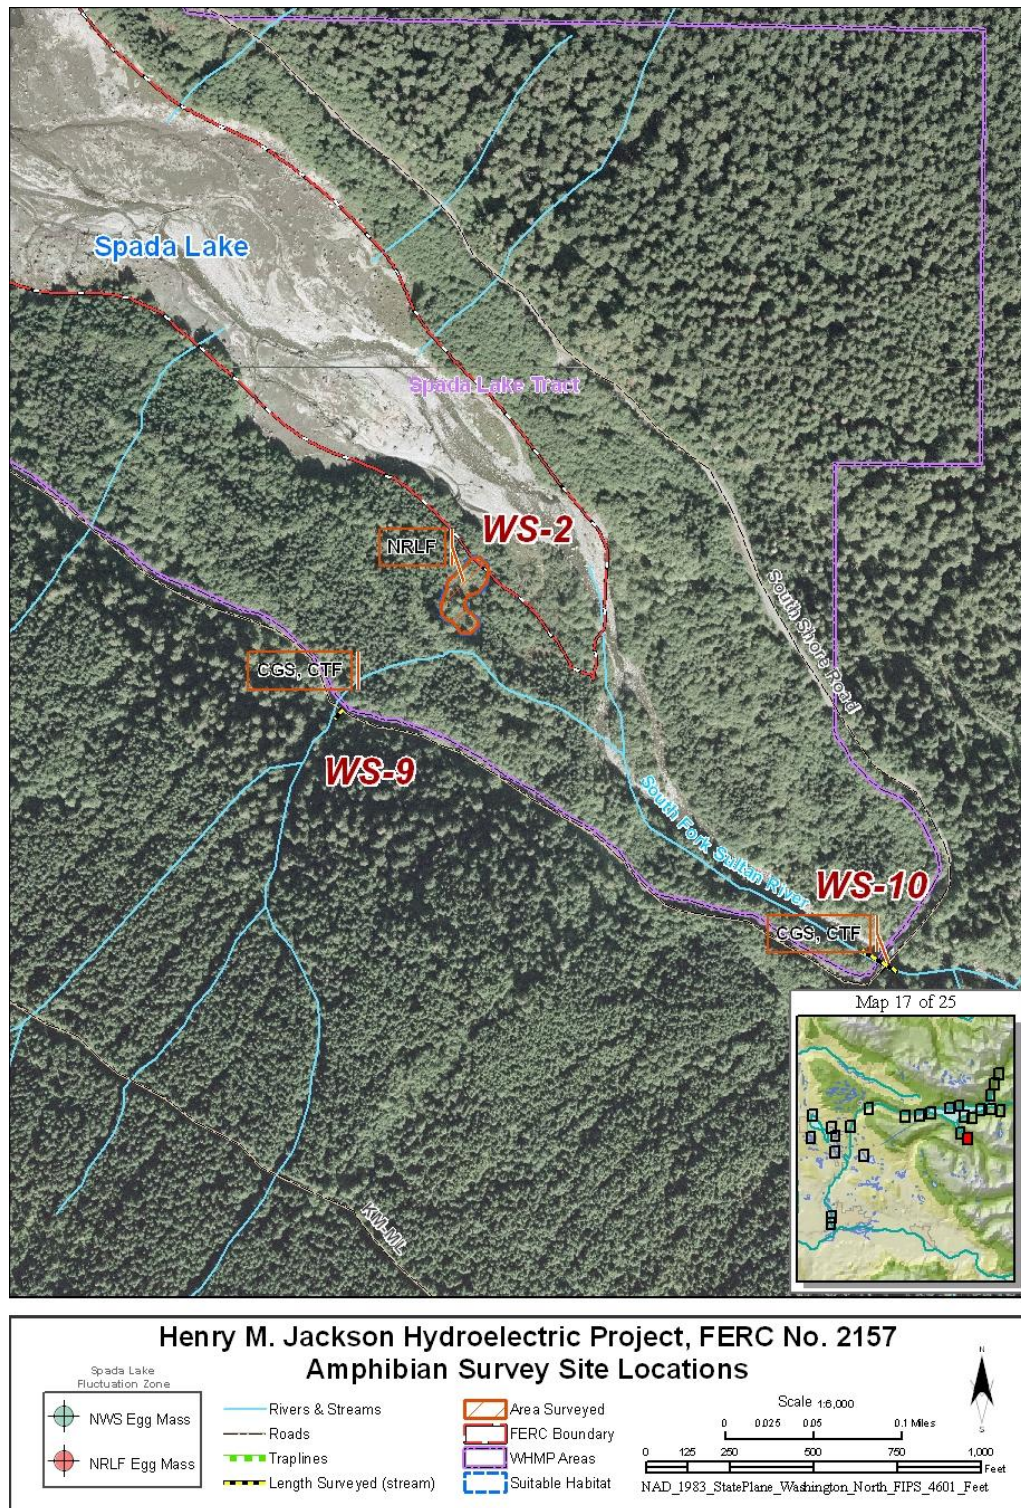 Spada Lake
Spada Lake Tract
WS-2
NRLF
South Shore Road
CGS, CTF
WS-9
South Fork Sultan River
WS-10
CGS, CTF
KM-ML
Map 17 of 25
Henry M. Jackson Hydroelectric Project, FERC No. 2157
Amphibian Survey Site Locations
Spada Lake
Fluctuation Zone
NWS Egg Mass
NRLF Egg Mass
Rivers & Streams
Roads
Traplines
Length Surveyed (stream)
Area Surveyed
FERC Boundary
WHMP Areas
Suitable Habitat
N
S
Scale 1:6,000
0 0.025 0.05 0.1 Miles
0 125 250 500 750 1,000
Feet
NAD_1983_StatePlane_Washington_North_FIPS_4601_Feet